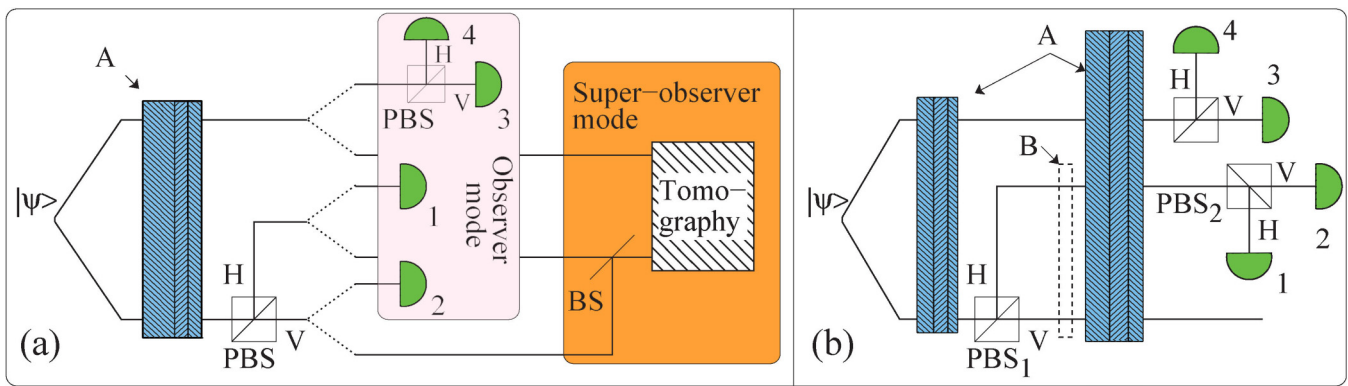 A
|ψ>
H
PBS
V
(a)
4
H
PBS
V
3
1
2
Observer
mode
Super-observer
mode
Tomo-
graphy
BS
A
|ψ>
B
H
PBS1
V
(b)
4
H
V
3
PBS2
V
H
2
1